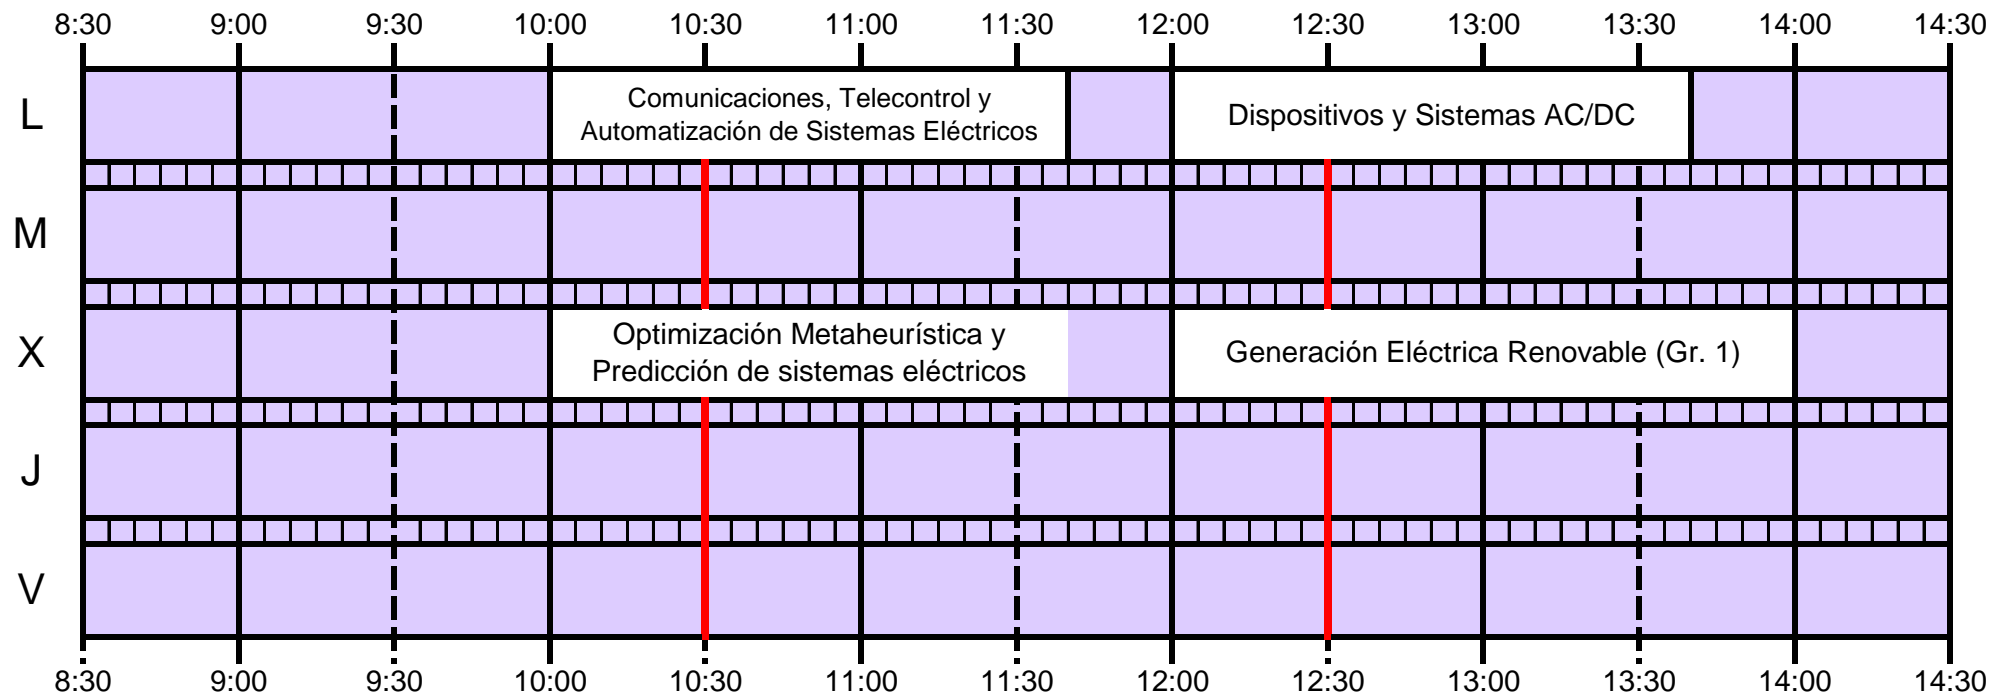 8:30 9:00 9:30 10:00 10:30 11:00 11:30 12:00 12:30 13:00 13:30 14:00 14:30
L
Comunicaciones, Telecontrol y
Automatización de Sistemas Eléctricos
Dispositivos y Sistemas AC/DC
M
X
Optimización Metaheurística y
Predicción de sistemas eléctricos
Generación Eléctrica Renovable (Gr. 1)
J
V
8:30 9:00 9:30 10:00 10:30 11:00 11:30 12:00 12:30 13:00 13:30 14:00 14:30